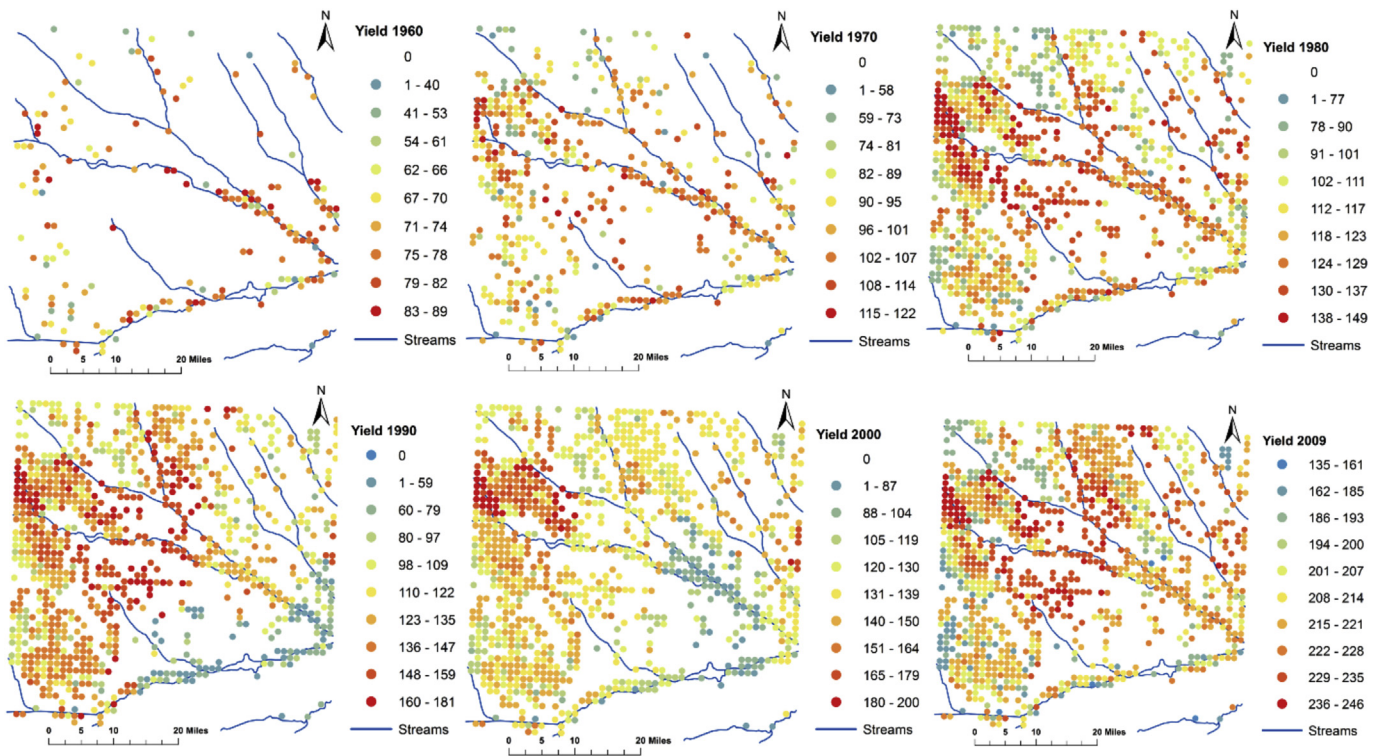 N
Yield 1960
0
1 - 40
41 - 53
54 - 61
62 - 66
67 - 70
71 - 74
75 - 78
79 - 82
83 - 89
Streams
0 5 10 20 Miles
N
Yield 1970
0
1 - 58
59 - 73
74 - 81
82 - 89
90 - 95
96 - 101
102 - 107
108 - 114
115 - 122
Streams
0 5 10 20 Miles
N
Yield 1980
0
1 - 77
78 - 90
91 - 101
102 - 111
112 - 117
118 - 123
124 - 129
130 - 137
138 - 149
Streams
0 5 10 20 Miles
N
Yield 1990
0
1 - 59
60 - 79
80 - 97
98 - 109
110 - 122
123 - 135
136 - 147
148 - 159
160 - 181
Streams
0 5 10 20 Miles
N
Yield 2000
0
1 - 87
88 - 104
105 - 119
120 - 130
131 - 139
140 - 150
151 - 164
165 - 179
180 - 200
Streams
0 5 10 20 Miles
N
Yield 2009
135 - 161
162 - 185
186 - 193
194 - 200
201 - 207
208 - 214
215 - 221
222 - 228
229 - 235
236 - 246
Streams
0 5 10 20 Miles